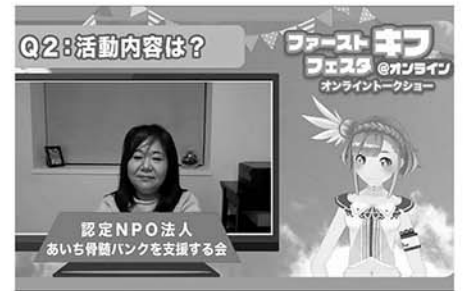 Q2:活動内容は?
ファーストキフ
フェスタ@オンライン
オンライントークショー
認定NPO法人
あいち骨髄バンクを支援する会